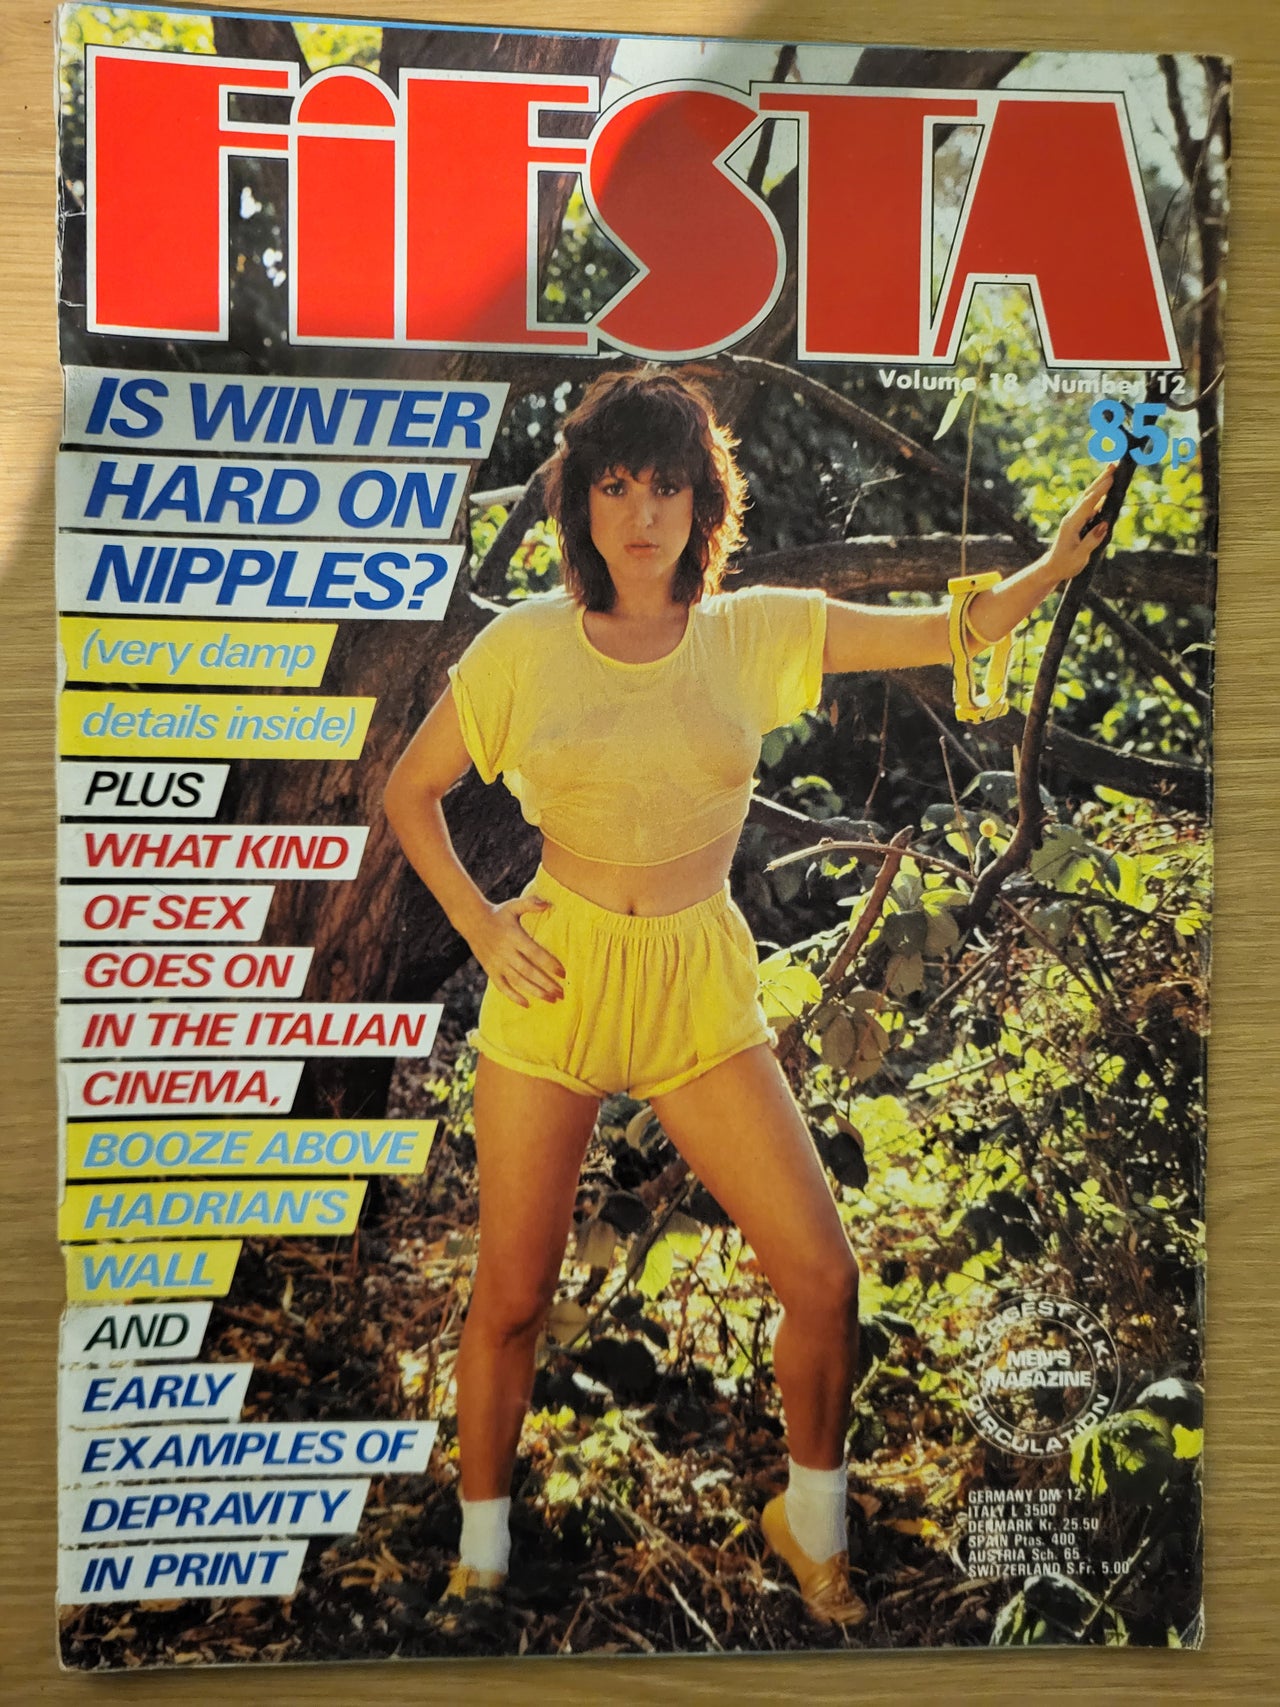 FiESTA
Volume 18 Number 12
85p
IS WINTER
HARD ON
NIPPLES?
(very damp
details inside)
PLUS
WHAT KIND
OF SEX
GOES ON
IN THE ITALIAN
CINEMA,
BOOZE ABOVE
HADRIAN'S
WALL
AND
EARLY
EXAMPLES OF
DEPRAVITY
IN PRINT
LARGEST U.K.
MEN'S
MAGAZINE
CIRCULATION
GERMANY DM 12
ITALY L 3500
DENMARK Kr. 25.50
SPAIN Ptas. 400
AUSTRIA Sch. 65
SWITZERLAND S.Fr. 5.00